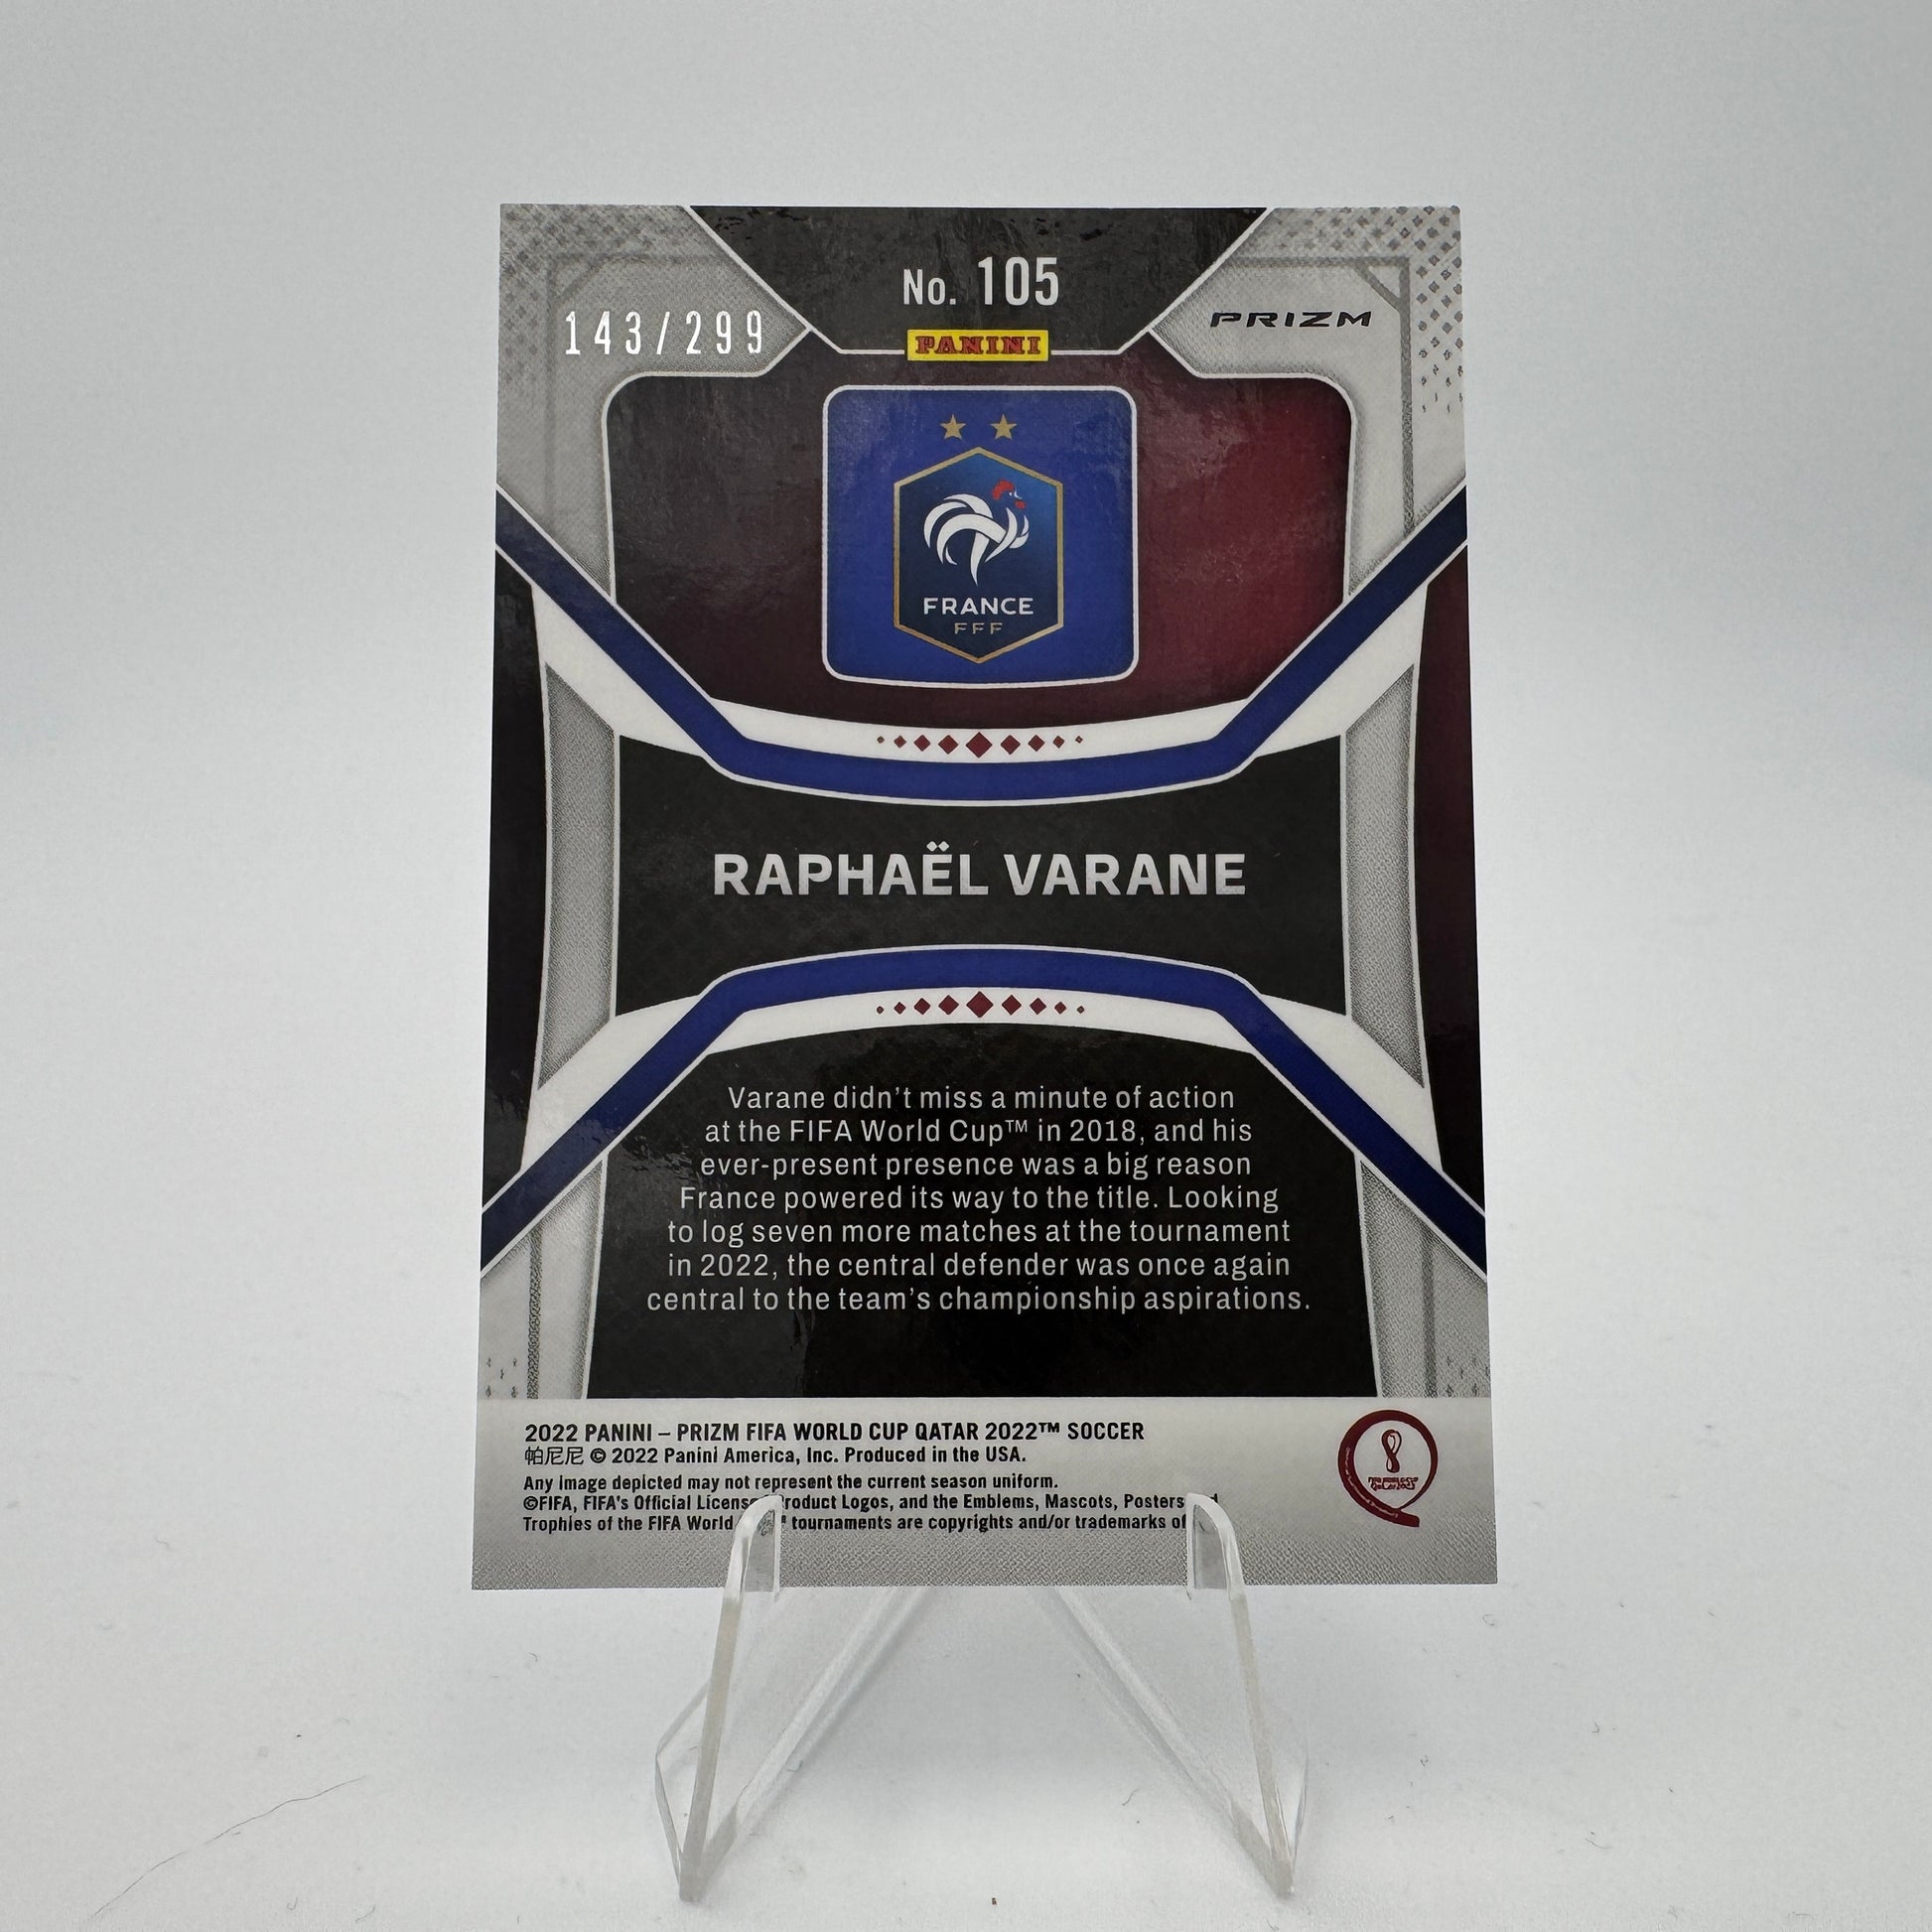 No. 105
143/299
PRIZM
PANINI
FRANCE
FFF
RAPHAËL VARANE
Varane didn't miss a minute of action
at the FIFA World Cup™ in 2018, and his
ever-present presence was a big reason
France powered its way to the title. Looking
to log seven more matches at the tournament
in 2022, the central defender was once again
central to the team's championship aspirations.
2022 PANINI – PRIZM FIFA WORLD CUP QATAR 2022™ SOCCER
帕尼尼 © 2022 Panini America, Inc. Produced in the USA.
Any image depicted may not represent the current season uniform.
©FIFA, FIFA's Official Product Logos, and the Emblems, Mascots, Posters
Trophies of the FIFA World tournaments are copyrights and/or trademarks of